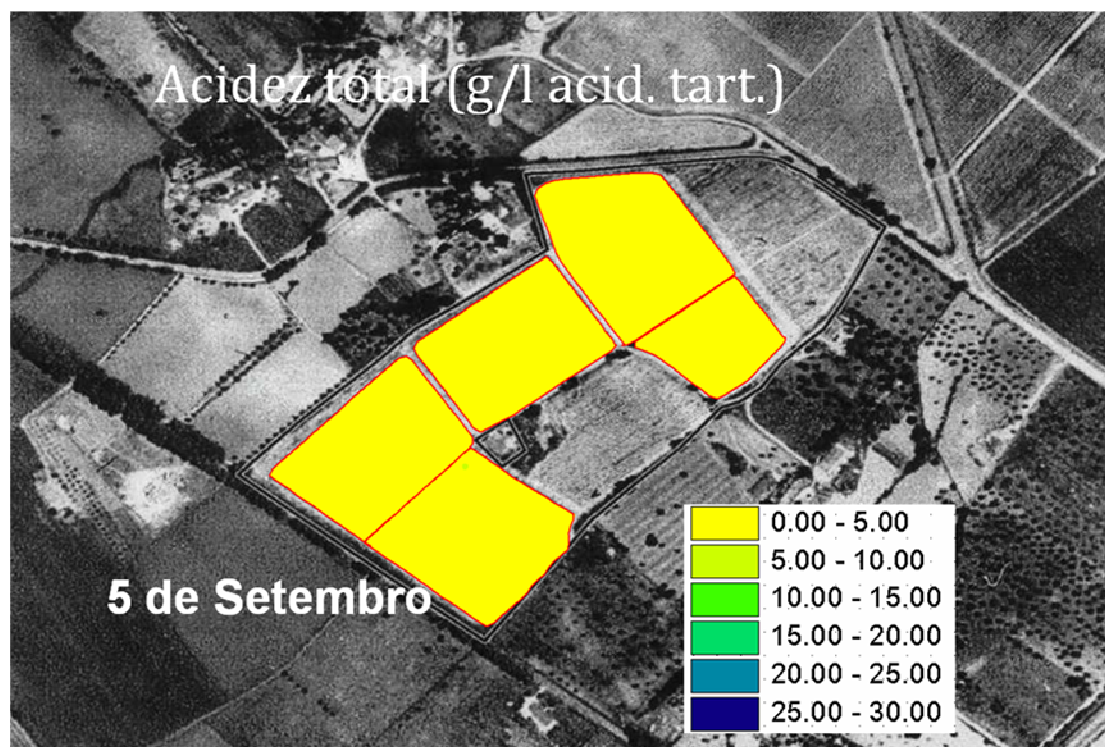 Acidez total (g/l acid. tart.)
5 de Setembro
0.00 - 5.00
5.00 - 10.00
10.00 - 15.00
15.00 - 20.00
20.00 - 25.00
25.00 - 30.00